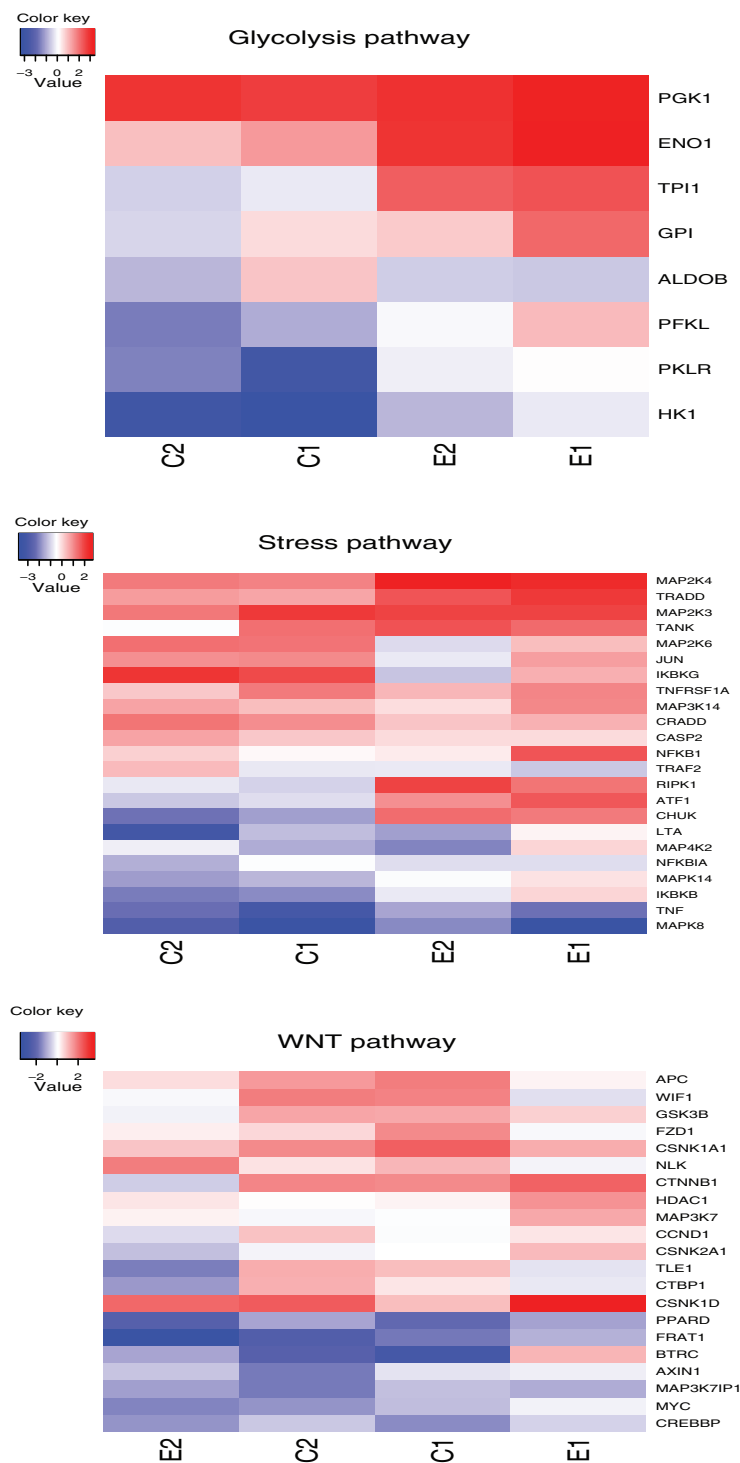 Color key
Glycolysis pathway
−3 0 2
Value
PGK1
ENO1
TPI1
GPI
ALDOB
PFKL
PKLR
HK1
C2 C1 E2 E1
Color key
Stress pathway
−3 0 2
Value
MAP2K4
TRADD
MAP2K3
TANK
MAP2K6
JUN
IKBKG
TNFRSF1A
MAP3K14
CRADD
CASP2
NFKB1
TRAF2
RIPK1
ATF1
CHUK
LTA
MAP4K2
NFKBIA
MAPK14
IKBKB
TNF
MAPK8
C2 C1 E2 E1
Color key
WNT pathway
−2 0 2
Value
APC
WIF1
GSK3B
FZD1
CSNK1A1
NLK
CTNNB1
HDAC1
MAP3K7
CCND1
CSNK2A1
TLE1
CTBP1
CSNK1D
PPARD
FRAT1
BTRC
AXIN1
MAP3K7IP1
MYC
CREBBP
E2 C2 C1 E1